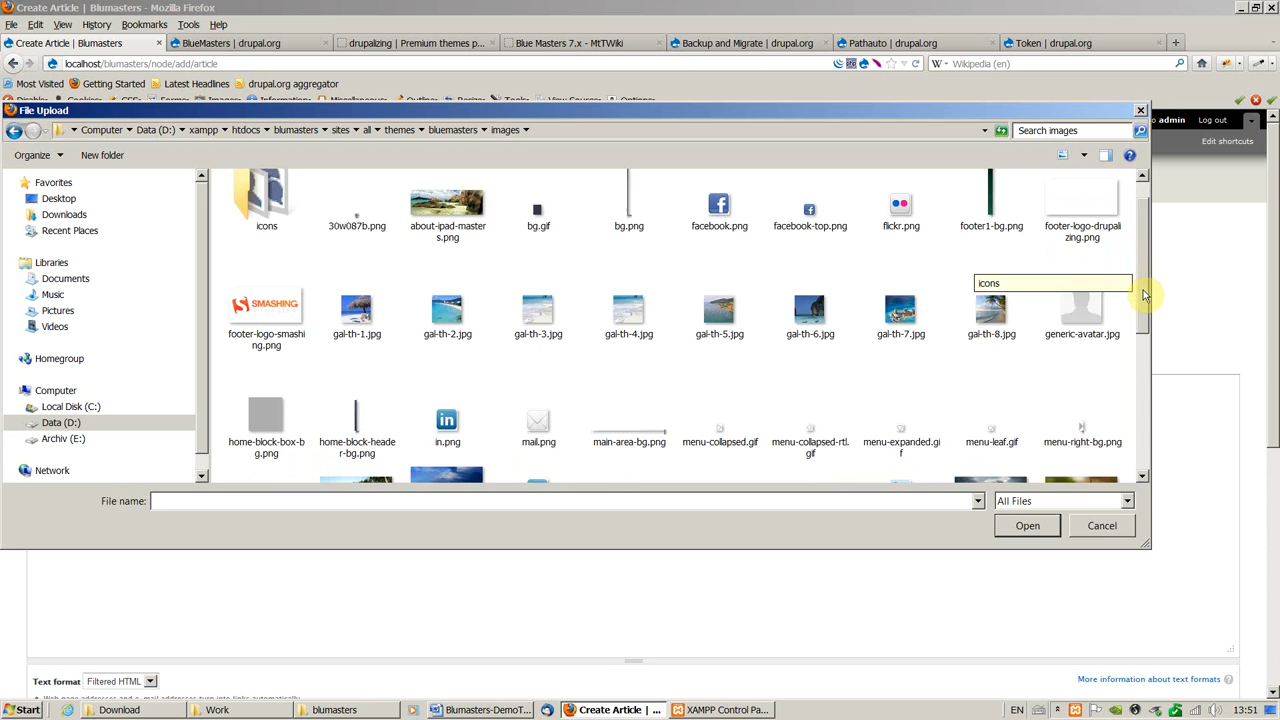 Create Article | Blumasters - Mozilla Firefox
File Edit View History Bookmarks Tools Help
Create Article | Blumasters BlueMasters | drupal.org drupalizing | Premium themes p... Blue Masters 7.x - MtTWiki Backup and Migrate | drupal.org Pathauto | drupal.org Token | drupal.org
localhost/blumasters/node/add/article Wikipedia (en)
Most Visited Getting Started Latest Headlines drupal.org aggregator
File Upload
admin Log out
Computer Data (D:) xampp htdocs blumasters sites all themes bluemasters images Search images
Edit shortcuts
Organize New folder
Favorites
Desktop
Downloads
Recent Places
Libraries
Documents
Music
Pictures
Videos
Homegroup
Computer
Local Disk (C:)
Data (D:)
Archiv (E:)
Network
icons 30w087b.png about-ipad-mast
ers.png bg.gif bg.png facebook.png facebook-top.png flickr.png footer1-bg.png footer-logo-drupali
zing.png
icons
SMASHING
footer-logo-smashi
ng.png gal-th-1.jpg gal-th-2.jpg gal-th-3.jpg gal-th-4.jpg gal-th-5.jpg gal-th-6.jpg gal-th-7.jpg gal-th-8.jpg generic-avatar.jpg
in
home-block-box-b
g.png home-block-heade
r-bg.png in.png mail.png main-area-bg.png menu-collapsed.gif menu-collapsed-rtl.
gif menu-expanded.gi
f menu-leaf.gif menu-right-bg.png
File name: All Files
Open Cancel
Text format Filtered HTML More information about text formats
Start Download Work blumasters Blumasters-DemoT... Create Article | ... XAMPP Control Pa... EN 13:51